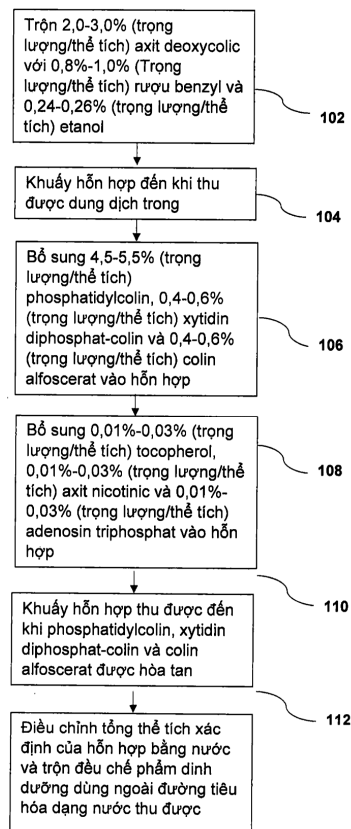 Trộn 2,0-3,0% (trọng
lượng/thể tích) axit deoxycolic
với 0,8%-1,0% (Trọng
lượng/thể tích) rượu benzyl và
0,24-0,26% (trọng lượng/thể
tích) etanol
102
Khuấy hỗn hợp đến khi thu
được dung dịch trong
104
Bổ sung 4,5-5,5% (trọng
lượng/thể tích)
phosphatidylcolin, 0,4-0,6%
(trọng lượng/thể tích) xytidin
diphosphat-colin và 0,4-0,6%
(trọng lượng/thể tích) colin
alfoscerat vào hỗn hợp
106
Bổ sung 0,01%-0,03% (trọng
lượng/thể tích) tocopherol,
0,01%-0,03% (trọng lượng/thể
tích) axit nicotinic và 0,01%-
0,03% (trọng lượng/thể tích)
adenosin triphosphat vào hỗn
hợp
108
110
Khuấy hỗn hợp thu được đến
khi phosphatidylcolin, xytidin
diphosphat-colin và colin
alfoscerat được hòa tan
112
Điều chỉnh tổng thể tích xác
định của hỗn hợp bằng nước
và trộn đều chế phẩm dinh
dưỡng dùng ngoài đường tiêu
hóa dạng nước thu được